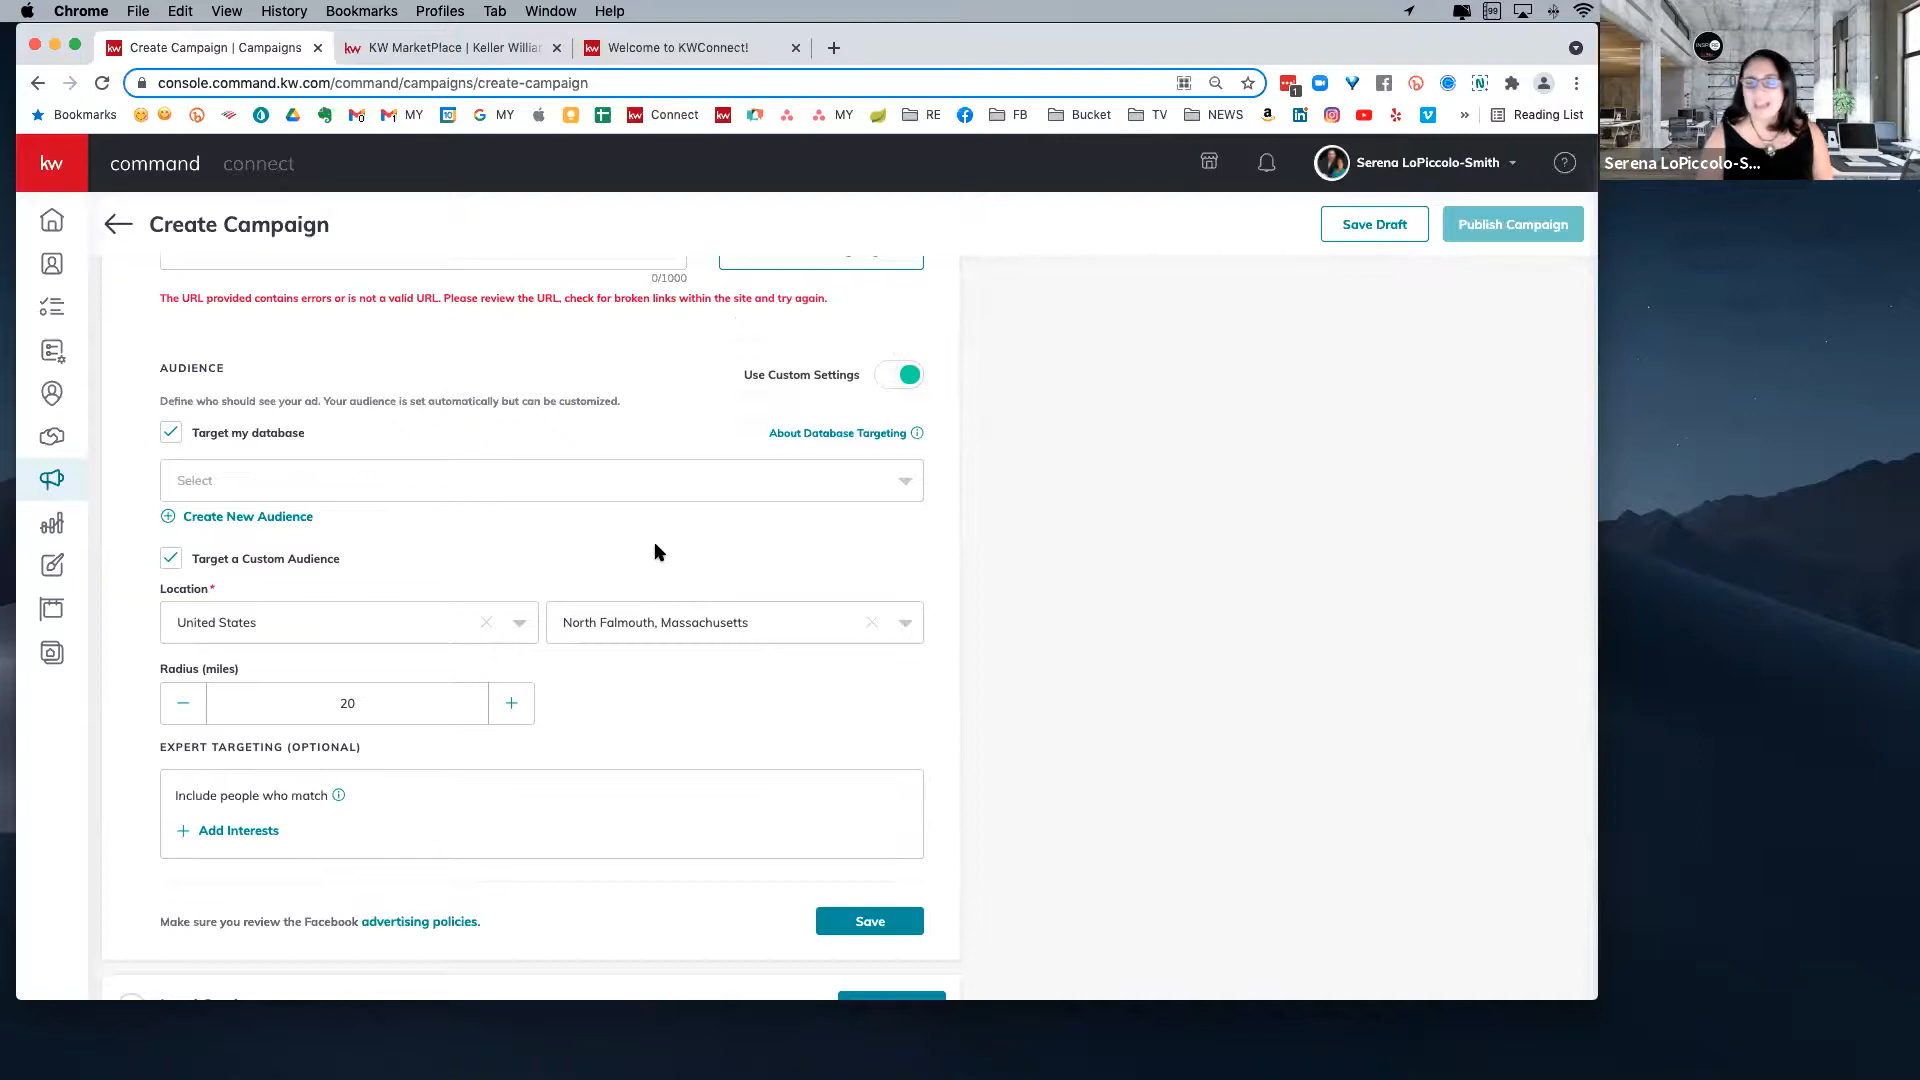 Chrome File Edit View History Bookmarks Profiles Tab Window Help
99
Create Campaign | Campaigns
KW MarketPlace | Keller Willia
Welcome to KWConnect!
console.command.kw.com/command/campaigns/create-campaign
1
Bookmarks MY MY Connect MY RE FB Bucket TV NEWS Reading List
kw command connect Serena LoPiccolo-Smith
INSPIRE
Serena LoPiccolo-S...
Create Campaign Save Draft Publish Campaign
0/1000
The URL provided contains errors or is not a valid URL. Please review the URL, check for broken links within the site and try again.
AUDIENCE
Use Custom Settings
Define who should see your ad. Your audience is set automatically but can be customized.
Target my database About Database Targeting
Select
Create New Audience
Target a Custom Audience
Location*
United States North Falmouth, Massachusetts
Radius (miles)
20
EXPERT TARGETING (OPTIONAL)
Include people who match
Add Interests
Make sure you review the Facebook advertising policies. Save